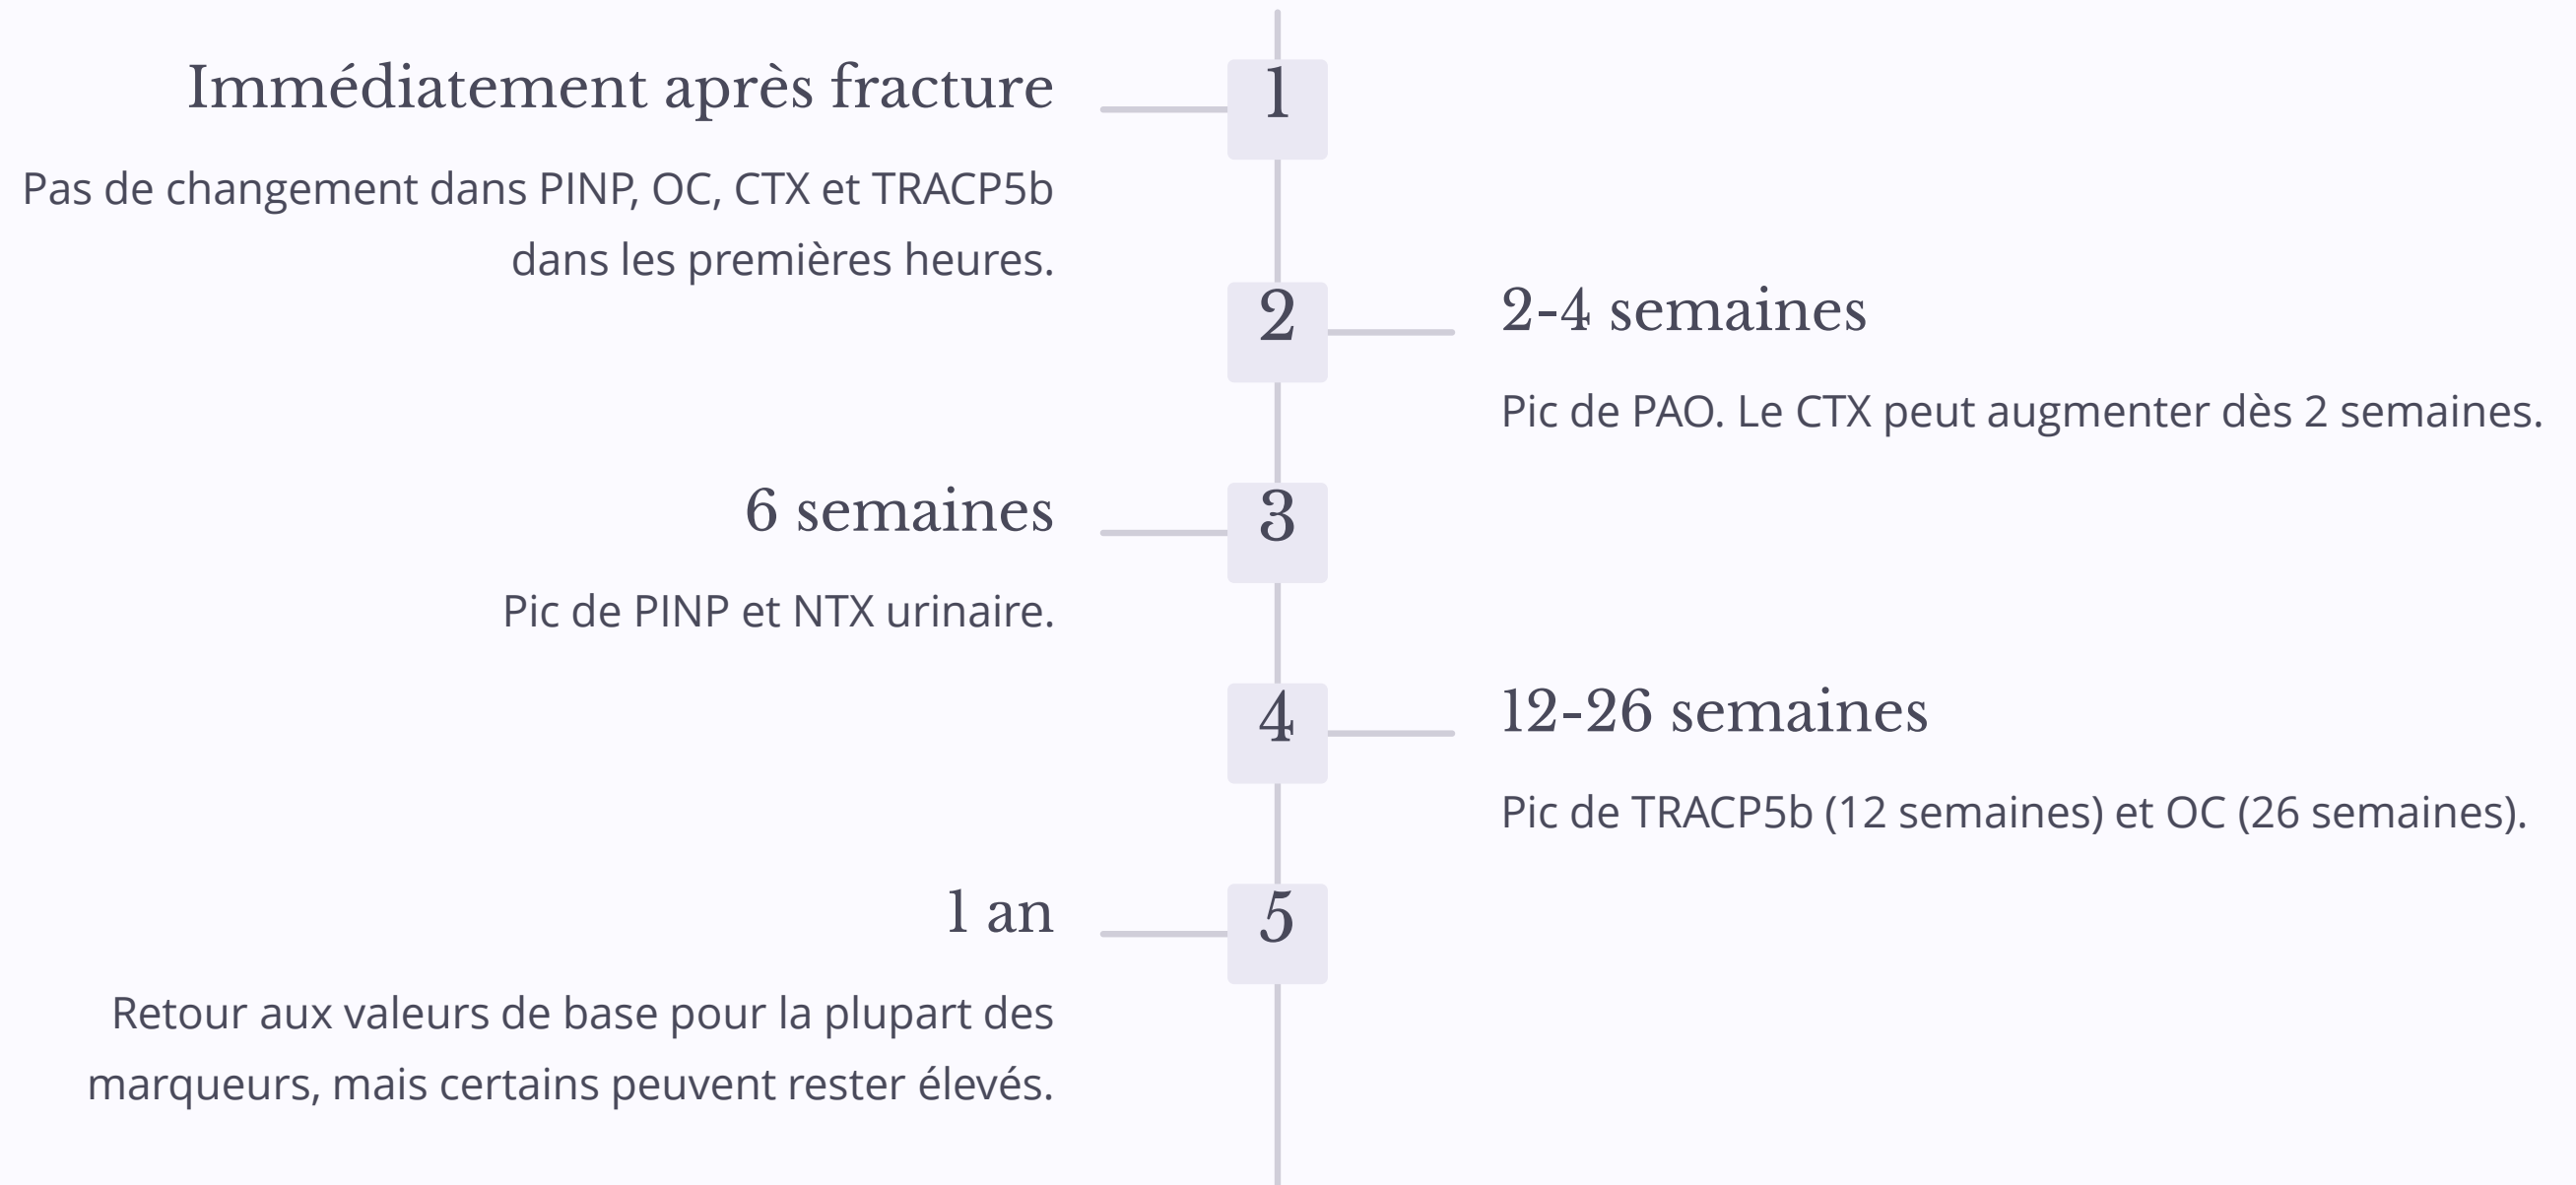 1
Immédiatement après fracture
Pas de changement dans PINP, OC, CTX et TRACP5b
dans les premières heures.
2
2-4 semaines
Pic de PAO. Le CTX peut augmenter dès 2 semaines.
3
6 semaines
Pic de PINP et NTX urinaire.
4
12-26 semaines
Pic de TRACP5b (12 semaines) et OC (26 semaines).
5
1 an
Retour aux valeurs de base pour la plupart des
marqueurs, mais certains peuvent rester élevés.